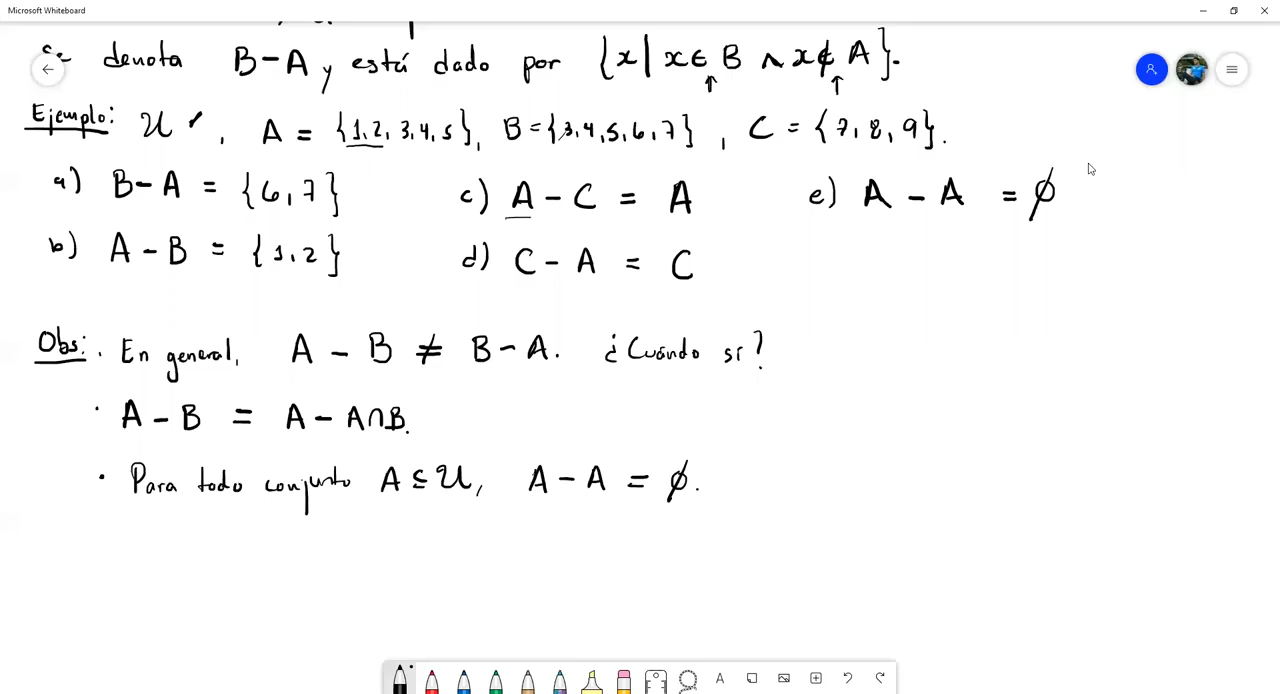 Microsoft Whiteboard
Se denota B-A y está dado por {x | x ∈ B ∧ x ∉ A}.
Ejemplo: U, A = {1, 2, 3, 4, 5}, B = {3, 4, 5, 6, 7}, C = {7, 8, 9}.
a) B-A = {6, 7} c) A - C = A e) A - A = ∅
b) A - B = {1, 2} d) C - A = C
Obs: · En general, A - B ≠ B - A. ¿Cuándo sí?
· A - B = A - A∩B.
· Para todo conjunto A ⊆ U, A - A = ∅.